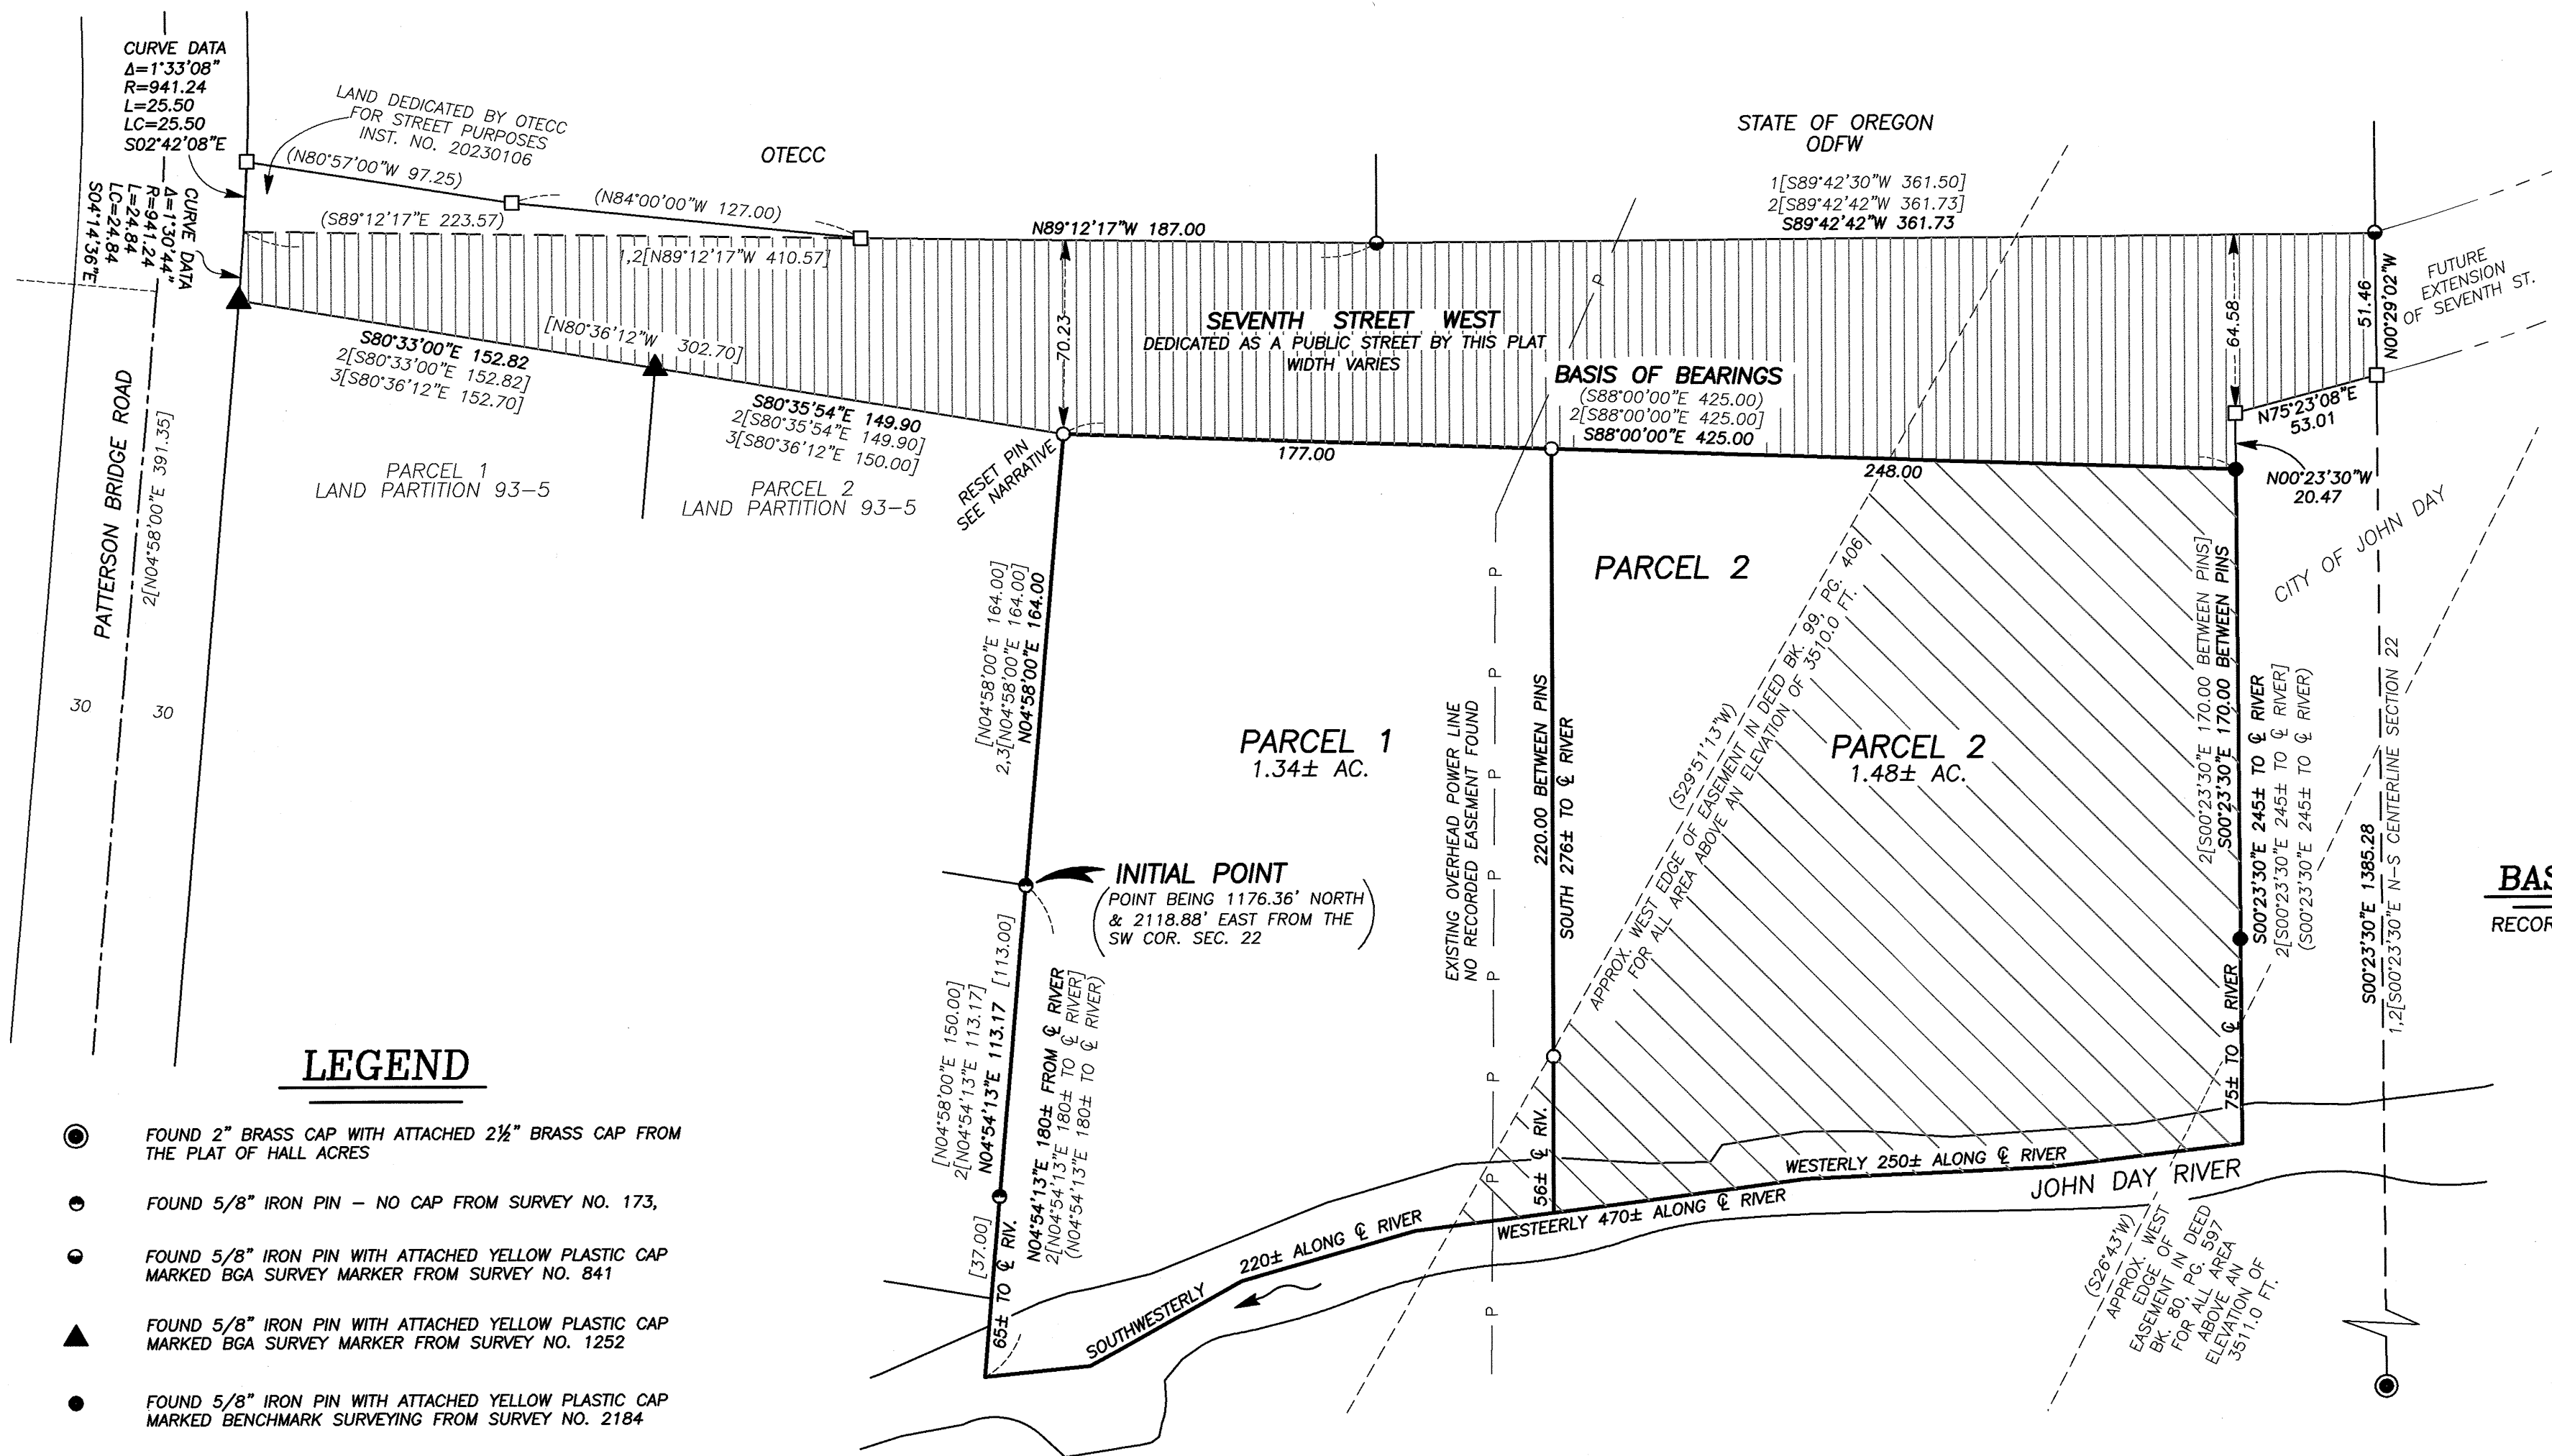 CURVE DATA
Δ=1°33'08"
R=941.24
L=25.50
LC=25.50
S02°42'08"E
LAND DEDICATED BY OTECC
FOR STREET PURPOSES
INST. NO. 20230106
(N80°57'00"W 97.25)
(N84°00'00"W 127.00)
OTECC
STATE OF OREGON
ODFW
1[S89°42'30"W 361.50]
2[S89°42'42"W 361.73]
S89°42'42"W 361.73
CURVE DATA
Δ=1°30'44"
R=941.24
L=24.84
LC=24.84
S04°14'36"E
(S89°12'17"E 223.57)
1,2[N89°12'17"W 410.57]
N89°12'17"W 187.00
70.23
64.58
51.46
N00°29'02"W
FUTURE
EXTENSION
OF SEVENTH ST.
SEVENTH STREET WEST
DEDICATED AS A PUBLIC STREET BY THIS PLAT
WIDTH VARIES
BASIS OF BEARINGS
(S88°00'00"E 425.00)
2[S88°00'00"E 425.00]
S88°00'00"E 425.00
[N80°36'12"W 302.70]
S80°33'00"E 152.82
2[S80°33'00"E 152.82]
3[S80°36'12"E 152.70]
S80°35'54"E 149.90
2[S80°35'54"E 149.90]
3[S80°36'12"E 150.00]
N75°23'08"E
53.01
177.00
248.00
N00°23'30"W
20.47
RESET PIN
SEE NARRATIVE
PARCEL 1
LAND PARTITION 93-5
PARCEL 2
LAND PARTITION 93-5
PATTERSON BRIDGE ROAD
2[N04°58'00"E 391.35]
30
30
[N04°58'00"E 164.00]
2,3[N04°58'00"E 164.00]
N04°58'00"E 164.00
PARCEL 2
PARCEL 1
1.34± AC.
PARCEL 2
1.48± AC.
P
P
P
P
P
P
P
P
P
EXISTING OVERHEAD POWER LINE
NO RECORDED EASEMENT FOUND
220.00 BETWEEN PINS
SOUTH 276± TO ℄ RIVER
(S29°51'13"W)
APPROX. WEST EDGE OF EASEMENT IN DEED BK. 99, PG. 406
FOR ALL AREA ABOVE AN ELEVATION OF 3510.0 FT.
2[S00°23'30"E 170.00 BETWEEN PINS]
S00°23'30"E 170.00 BETWEEN PINS
S00°23'30"E 245± TO ℄ RIVER
2[S00°23'30"E 245± TO ℄ RIVER]
(S00°23'30"E 245± TO ℄ RIVER)
CITY OF JOHN DAY
S00°23'30"E 1385.28
1,2[S00°23'30"E N-S CENTERLINE SECTION 22
BAS
RECOR
INITIAL POINT
(POINT BEING 1176.36' NORTH
& 2118.88' EAST FROM THE
SW COR. SEC. 22)
[N04°58'00"E 150.00]
2[N04°54'13"E 113.17]
N04°54'13"E 113.17
[113.00]
N04°54'13"E 180± FROM ℄ RIVER
2[N04°54'13"E 180± TO ℄ RIVER]
(N04°54'13"E 180± TO ℄ RIVER)
[37.00]
65± TO ℄ RIV.
56± ℄ RIV.
75± TO ℄ RIVER
WESTERLY 250± ALONG ℄ RIVER
WESTEERLY 470± ALONG ℄ RIVER
SOUTHWESTERLY 220± ALONG ℄ RIVER
JOHN DAY RIVER
(S26°43'W)
APPROX. WEST
EDGE OF
EASEMENT IN DEED
BK. 80, PG. 597
FOR ALL AREA
ABOVE AN
ELEVATION OF
3511.0 FT.
LEGEND
FOUND 2" BRASS CAP WITH ATTACHED 2½" BRASS CAP FROM
THE PLAT OF HALL ACRES
FOUND 5/8" IRON PIN – NO CAP FROM SURVEY NO. 173,
FOUND 5/8" IRON PIN WITH ATTACHED YELLOW PLASTIC CAP
MARKED BGA SURVEY MARKER FROM SURVEY NO. 841
FOUND 5/8" IRON PIN WITH ATTACHED YELLOW PLASTIC CAP
MARKED BGA SURVEY MARKER FROM SURVEY NO. 1252
FOUND 5/8" IRON PIN WITH ATTACHED YELLOW PLASTIC CAP
MARKED BENCHMARK SURVEYING FROM SURVEY NO. 2184